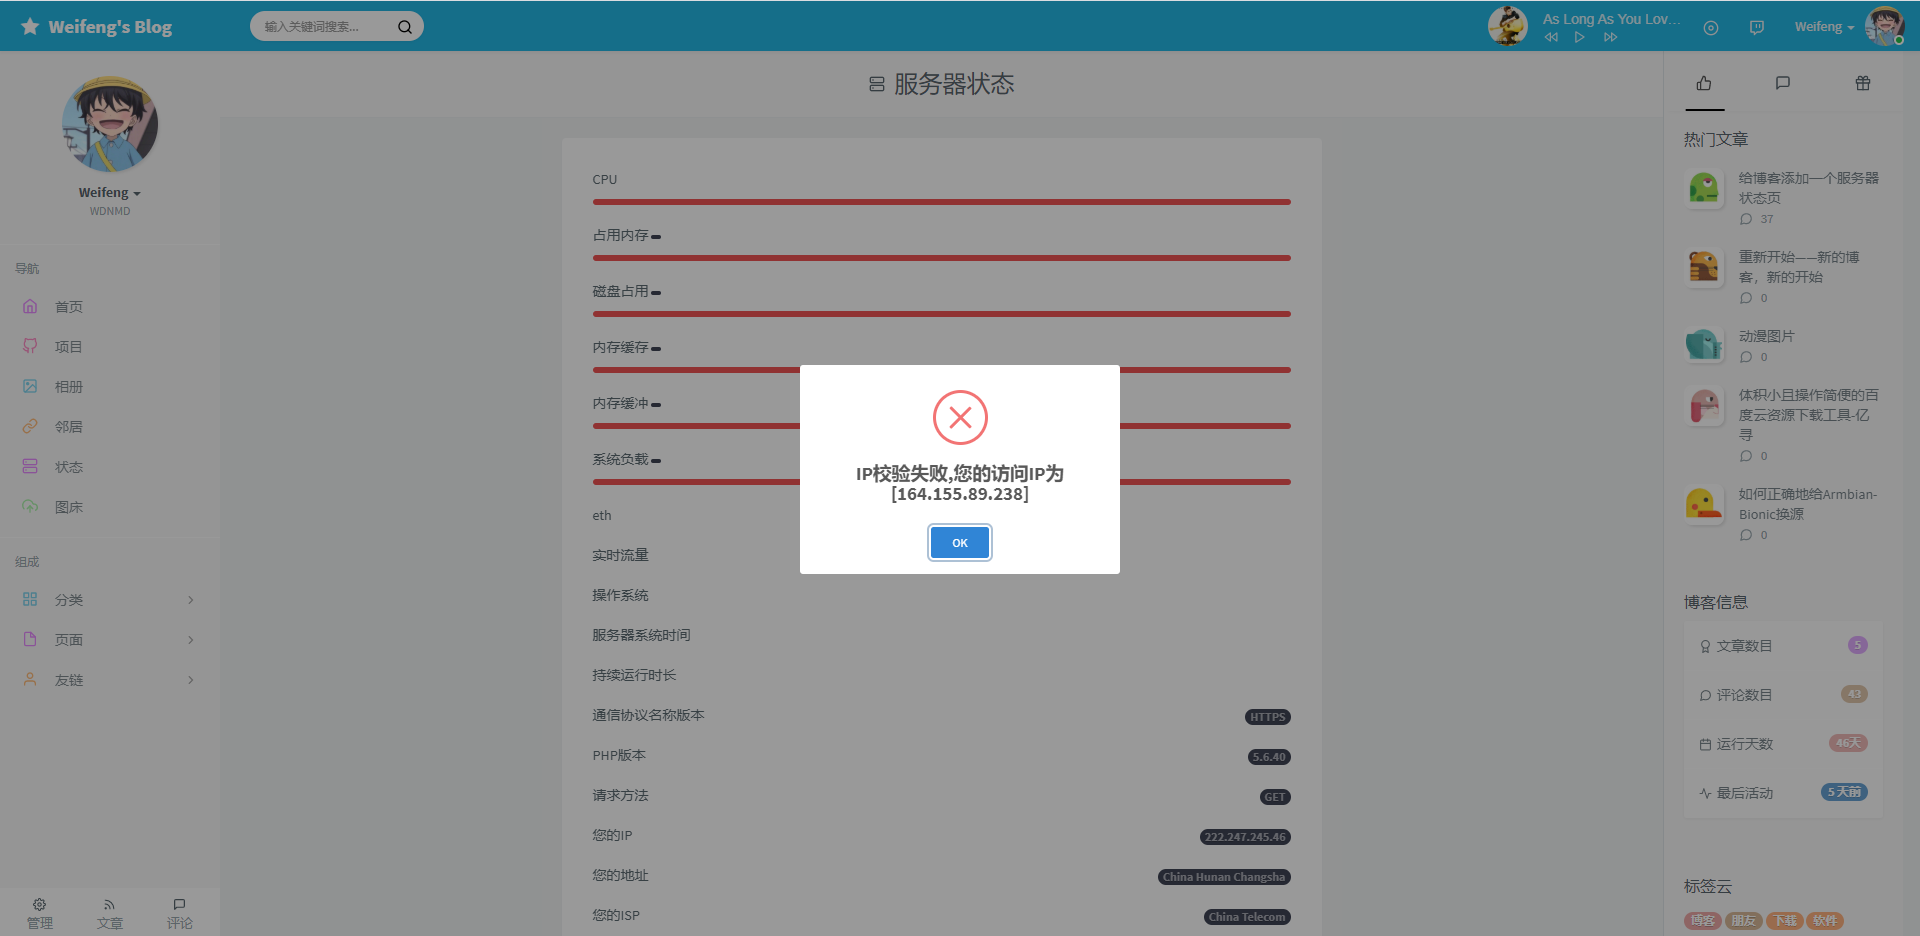 Weifeng's Blog
输入关键词搜索...
As Long As You Lov...
Weifeng
Weifeng
WDNMD
导航
首页
项目
相册
邻居
状态
图床
组成
分类
页面
友链
管理
文章
评论
服务器状态
CPU
占用内存
磁盘占用
内存缓存
内存缓冲
系统负载
eth
实时流量
操作系统
服务器系统时间
持续运行时长
通信协议名称版本 HTTPS
PHP版本 5.6.40
请求方法 GET
您的IP 222.247.245.46
您的地址 China Hunan Changsha
您的ISP China Telecom
IP校验失败,您的访问IP为
[164.155.89.238]
OK
热门文章
给博客添加一个服务器
状态页
37
重新开始——新的博
客，新的开始
0
动漫图片
0
体积小且操作简便的百
度云资源下载工具-亿
寻
0
如何正确地给Armbian-
Bionic换源
0
博客信息
文章数目 5
评论数目 43
运行天数 46天
最后活动 5 天前
标签云
博客 朋友 下载 软件